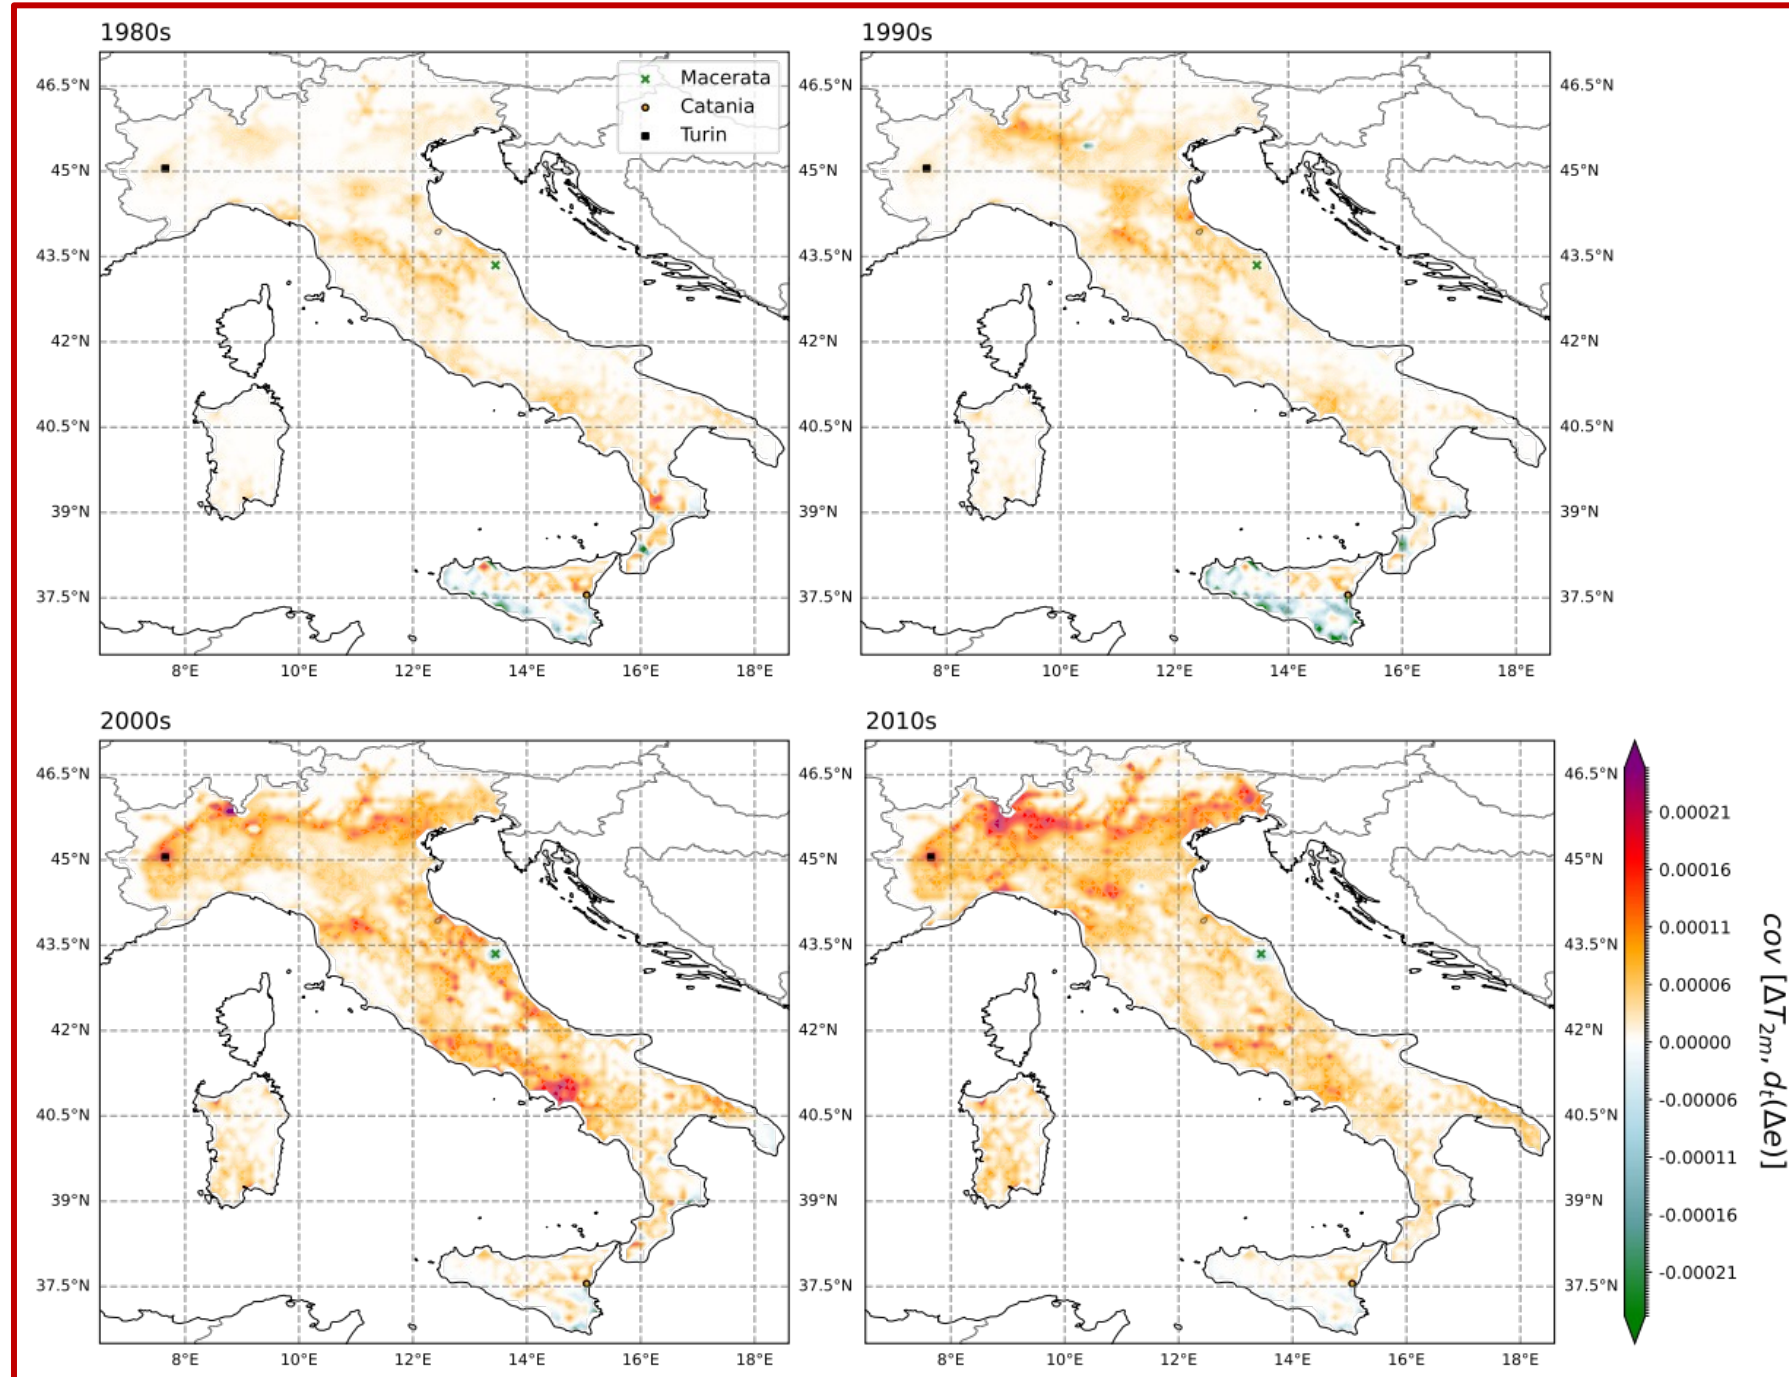 1980s
46.5°N
45°N
43.5°N
42°N
40.5°N
39°N
37.5°N
8°E 10°E 12°E 14°E 16°E 18°E
Macerata
Catania
Turin
1990s
46.5°N
45°N
43.5°N
42°N
40.5°N
39°N
37.5°N
8°E 10°E 12°E 14°E 16°E 18°E
2000s
46.5°N
45°N
43.5°N
42°N
40.5°N
39°N
37.5°N
8°E 10°E 12°E 14°E 16°E 18°E
2010s
46.5°N
45°N
43.5°N
42°N
40.5°N
39°N
37.5°N
8°E 10°E 12°E 14°E 16°E 18°E
0.00021
0.00016
0.00011
0.00006
0.00000
-0.00006
-0.00011
-0.00016
-0.00021
cov [ΔT2m, dt(Δe)]